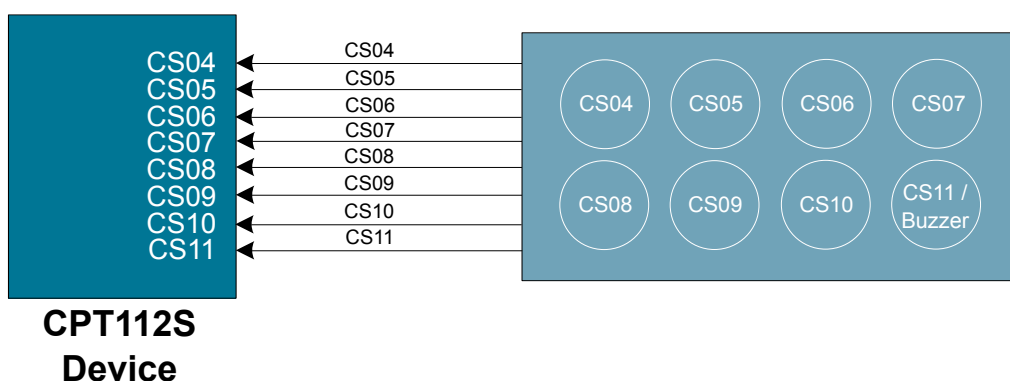 CS04
CS05
CS06
CS07
CS08
CS09
CS10
CS11
CPT112S
Device
CS04
CS05
CS06
CS07
CS08
CS09
CS10
CS11
CS04 CS05 CS06 CS07
CS08 CS09 CS10 CS11 /
Buzzer